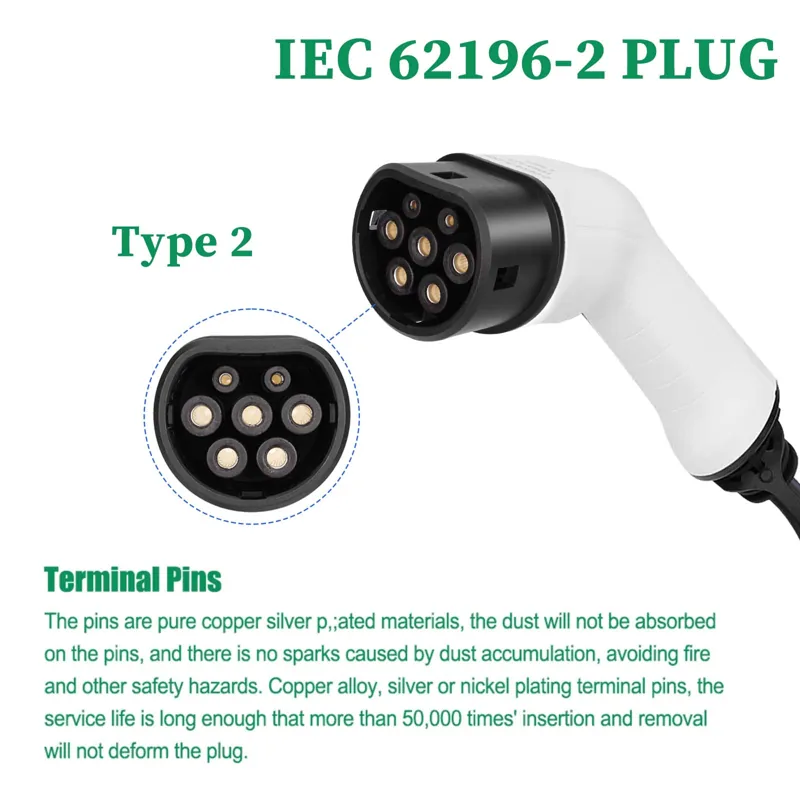 IEC 62196-2 PLUG
Type 2
Terminal Pins
The pins are pure copper silver p,;ated materials, the dust will not be absorbed
on the pins, and there is no sparks caused by dust accumulation, avoiding fire
and other safety hazards. Copper alloy, silver or nickel plating terminal pins, the
service life is long enough that more than 50,000 times' insertion and removal
will not deform the plug.